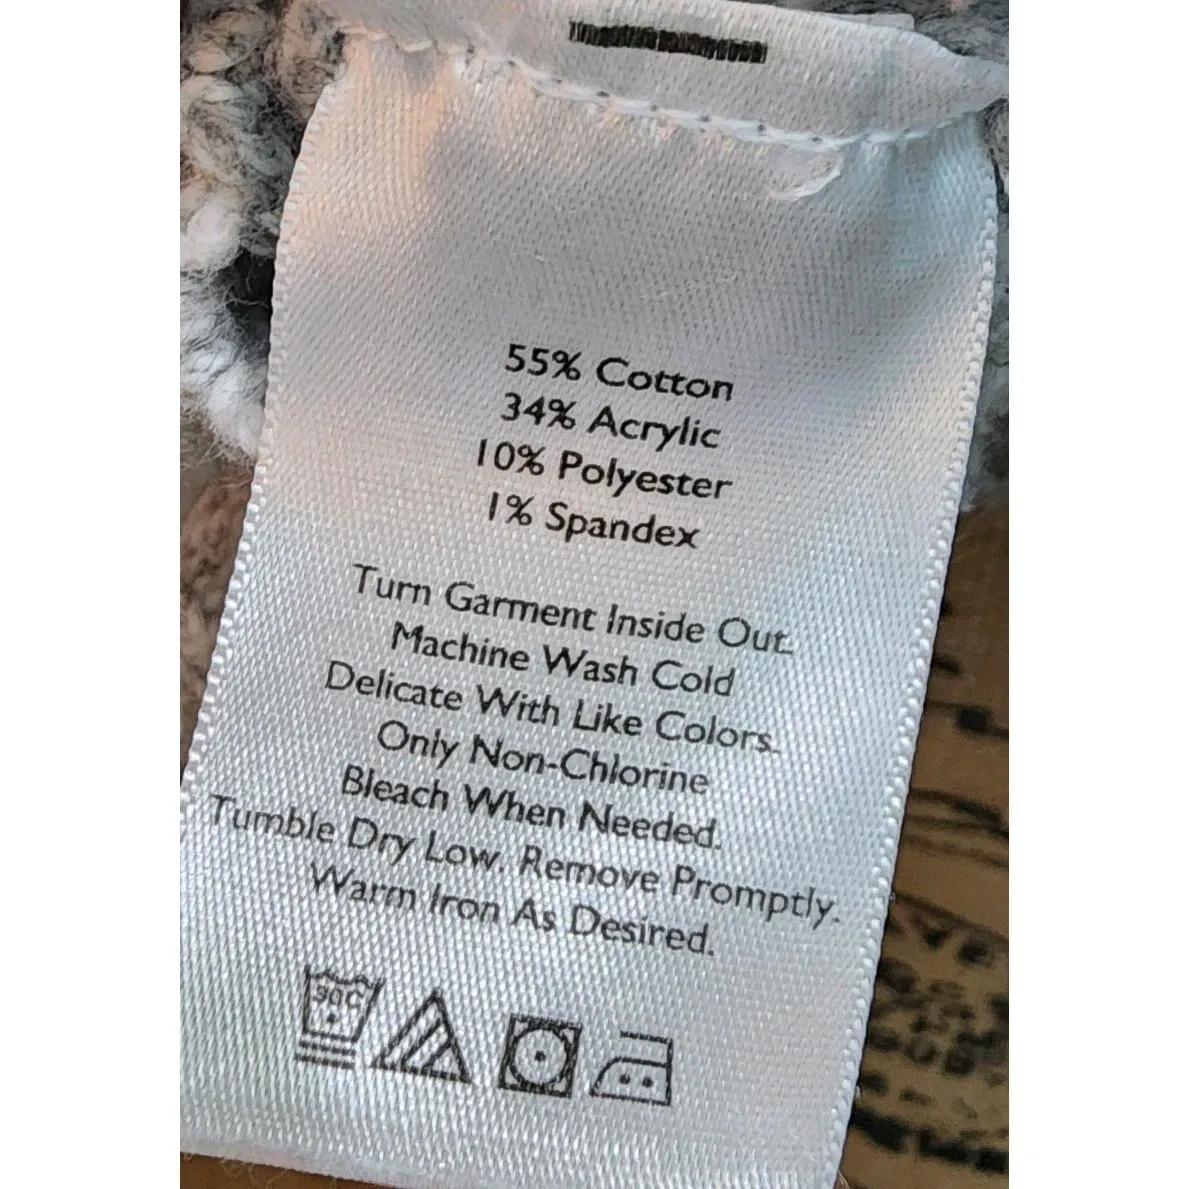 55% Cotton
34% Acrylic
10% Polyester
1% Spandex
Turn Garment Inside Out.
Machine Wash Cold
Delicate With Like Colors.
Only Non-Chlorine
Bleach When Needed.
Tumble Dry Low. Remove Promptly.
Warm Iron As Desired.
30C